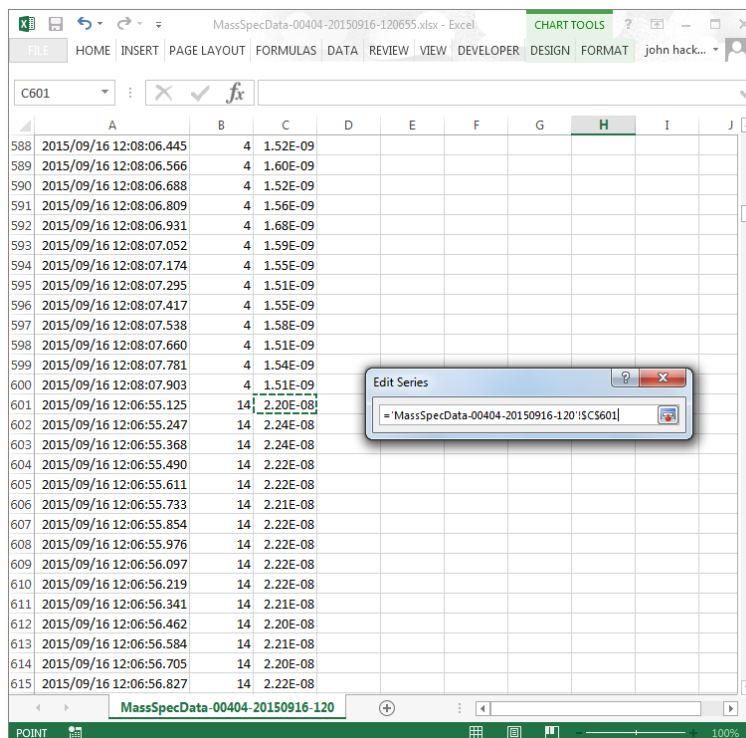 MassSpecData-00404-20150916-120655.xlsx - Excel CHART TOOLS ?
FILE HOME INSERT PAGE LAYOUT FORMULAS DATA REVIEW VIEW DEVELOPER DESIGN FORMAT john hack...
C601 fx
A B C D E F G H I J
588 2015/09/16 12:08:06.445 4 1.52E-09
589 2015/09/16 12:08:06.566 4 1.60E-09
590 2015/09/16 12:08:06.688 4 1.52E-09
591 2015/09/16 12:08:06.809 4 1.56E-09
592 2015/09/16 12:08:06.931 4 1.68E-09
593 2015/09/16 12:08:07.052 4 1.59E-09
594 2015/09/16 12:08:07.174 4 1.55E-09
595 2015/09/16 12:08:07.295 4 1.51E-09
596 2015/09/16 12:08:07.417 4 1.55E-09
597 2015/09/16 12:08:07.538 4 1.58E-09
598 2015/09/16 12:08:07.660 4 1.51E-09
599 2015/09/16 12:08:07.781 4 1.54E-09
600 2015/09/16 12:08:07.903 4 1.51E-09
Edit Series ?
601 2015/09/16 12:06:55.125 14 2.20E-08
='MassSpecData-00404-20150916-120'!$C$601
602 2015/09/16 12:06:55.247 14 2.24E-08
603 2015/09/16 12:06:55.368 14 2.24E-08
604 2015/09/16 12:06:55.490 14 2.22E-08
605 2015/09/16 12:06:55.611 14 2.22E-08
606 2015/09/16 12:06:55.733 14 2.21E-08
607 2015/09/16 12:06:55.854 14 2.22E-08
608 2015/09/16 12:06:55.976 14 2.22E-08
609 2015/09/16 12:06:56.097 14 2.22E-08
610 2015/09/16 12:06:56.219 14 2.22E-08
611 2015/09/16 12:06:56.341 14 2.21E-08
612 2015/09/16 12:06:56.462 14 2.20E-08
613 2015/09/16 12:06:56.584 14 2.21E-08
614 2015/09/16 12:06:56.705 14 2.20E-08
615 2015/09/16 12:06:56.827 14 2.22E-08
MassSpecData-00404-20150916-120
POINT 100%